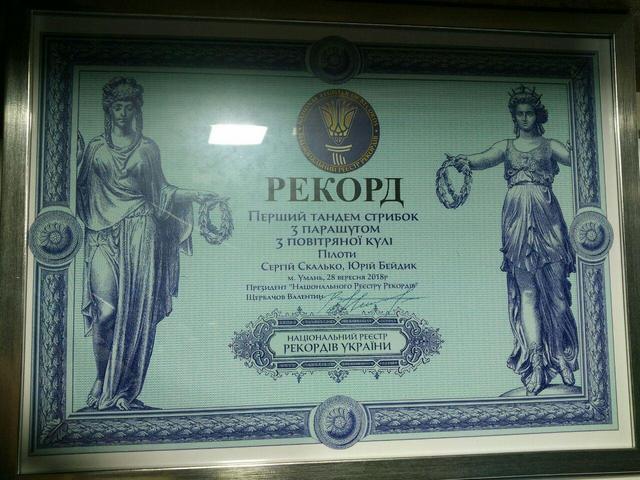 РЕКОРД
Перший тандем стрибок
з парашутом
з повітряної кулі
Пілоти
Сергій Скалько, Юрій Бейдик
м. Умань, 28 вересня 2018р
Президент "Національного Реєстру Рекордів"
Щербачов Валентин
НАЦІОНАЛЬНИЙ РЕЄСТР
РЕКОРДІВ УКРАЇНИ